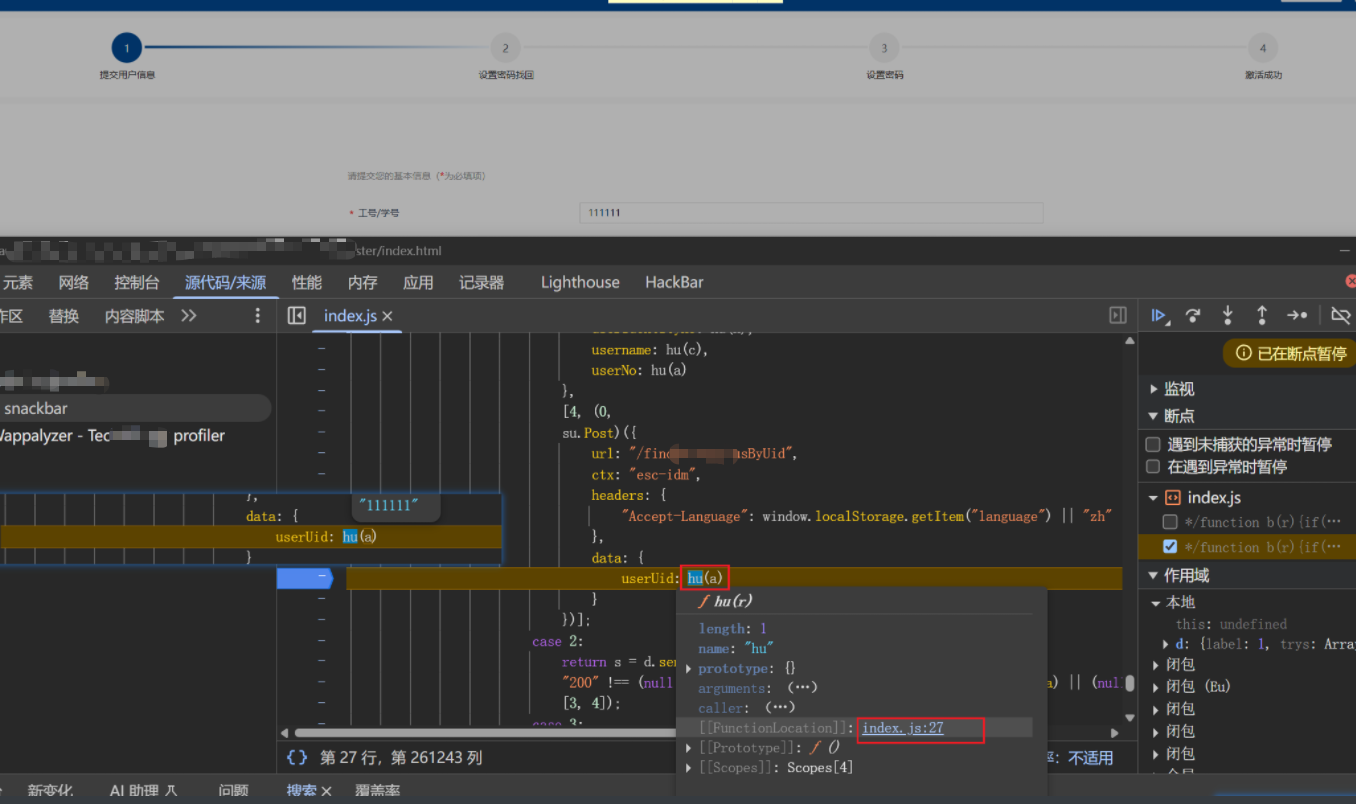 1
2
3
4
提交用户信息
设置密码找回
设置密码
激活成功
请提交您的基本信息（*为必填项）
* 工号/学号
111111
ster/index.html
元素 网络 控制台 源代码/来源 性能 内存 应用 记录器 Lighthouse HackBar
作区 替换 内容脚本 >> index.js ×
已在断点暂停
监视
断点
遇到未捕获的异常时暂停
在遇到异常时暂停
index.js
*/function b(r){if(···
*/function b(r){if(···
作用域
本地
this: undefined
d: {label: 1, trys: Arra
闭包
闭包 (Eu)
闭包
闭包
闭包
snackbar
Wappalyzer - Tec profiler
username: hu(c),
userNo: hu(a)
},
[4, (0,
su.Post)({
url: "/find usByUid",
ctx: "esc-idm",
headers: {
"Accept-Language": window.localStorage.getItem("language") || "zh"
},
data: {
userUid: hu(a)
}
})];
case 2:
return s = d.sen
"200" !== (null a) || (null
[3, 4]);
case 3:
},
"111111"
data: {
userUid: hu(a)
}
f hu(r)
length: 1
name: "hu"
prototype: {}
arguments: (···)
caller: (···)
[[FunctionLocation]]: index.js:27
[[Prototype]]: f ()
[[Scopes]]: Scopes[4]
{} 第 27 行，第 261243 列
率: 不适用
新变化 AI 助理 问题 搜索 × 覆盖率